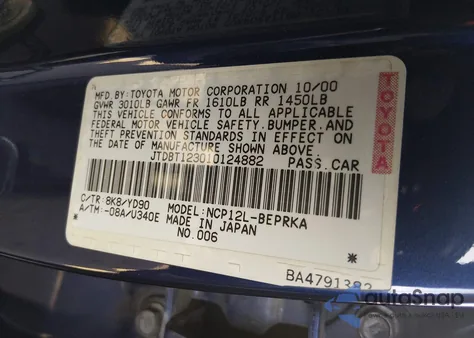 MFD. BY: TOYOTA MOTOR CORPORATION 10/00
GVWR 3010LB GAWR FR 1610LB RR 1450LB
THIS VEHICLE CONFORMS TO ALL APPLICABLE
FEDERAL MOTOR VEHICLE SAFETY, BUMPER, AND
THEFT PREVENTION STANDARDS IN EFFECT ON
THE DATE OF MANUFACTURE SHOWN ABOVE.
JTDBT123010124882 PASS.CAR
C/TR:8K8/YD90 MODEL:NCP12L-BEPRKA
A/TM:-08A/U340E MADE IN JAPAN
NO.006
* *
TOYOTA
BA4791382
autoSnap